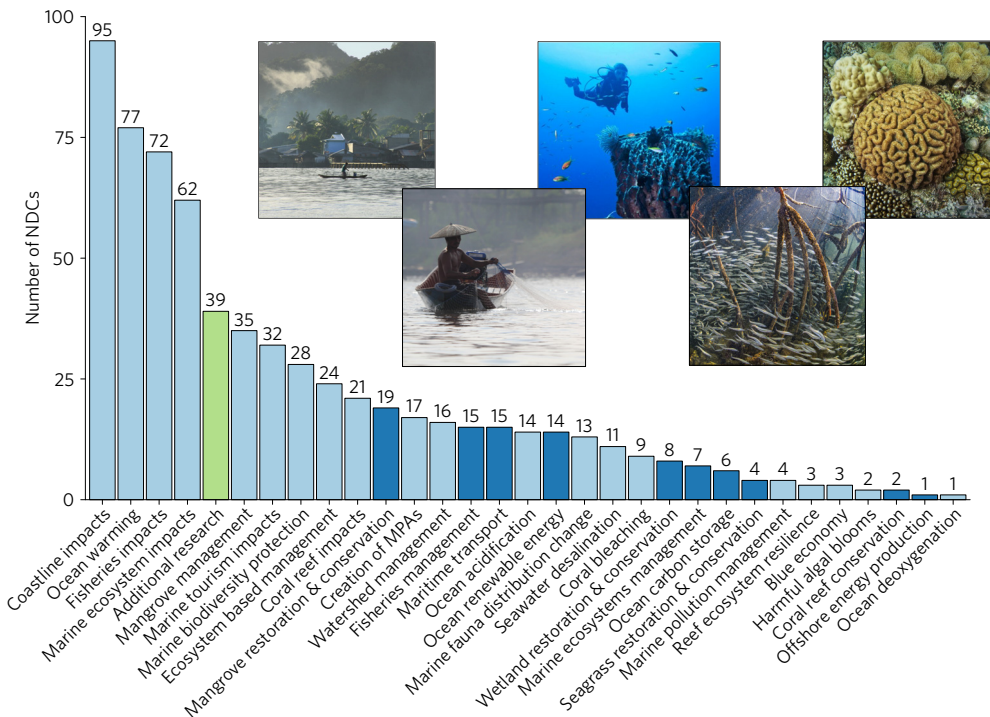 100
75
50
25
0
Number of NDCs
95
77
72
62
39
35
32
28
24
21
19
17
16
15
15
14
14
13
11
9
8
7
6
4
4
3
3
2
2
1
1
Coastline impacts
Ocean warming
Fisheries impacts
Marine ecosystem impacts
Additional research
Mangrove management
Marine tourism impacts
Marine biodiversity protection
Ecosystem based management
Coral reef impacts
Mangrove restoration & conservation
Creation of MPAs
Watershed management
Fisheries management
Maritime transport
Ocean acidification
Ocean renewable energy
Marine fauna distribution change
Seawater desalination
Coral bleaching
Wetland restoration & conservation
Marine ecosystems management
Ocean carbon storage
Seagrass restoration & conservation
Marine pollution management
Reef ecosystem resilience
Blue economy
Harmful algal blooms
Coral reef conservation
Offshore energy production
Ocean deoxygenation